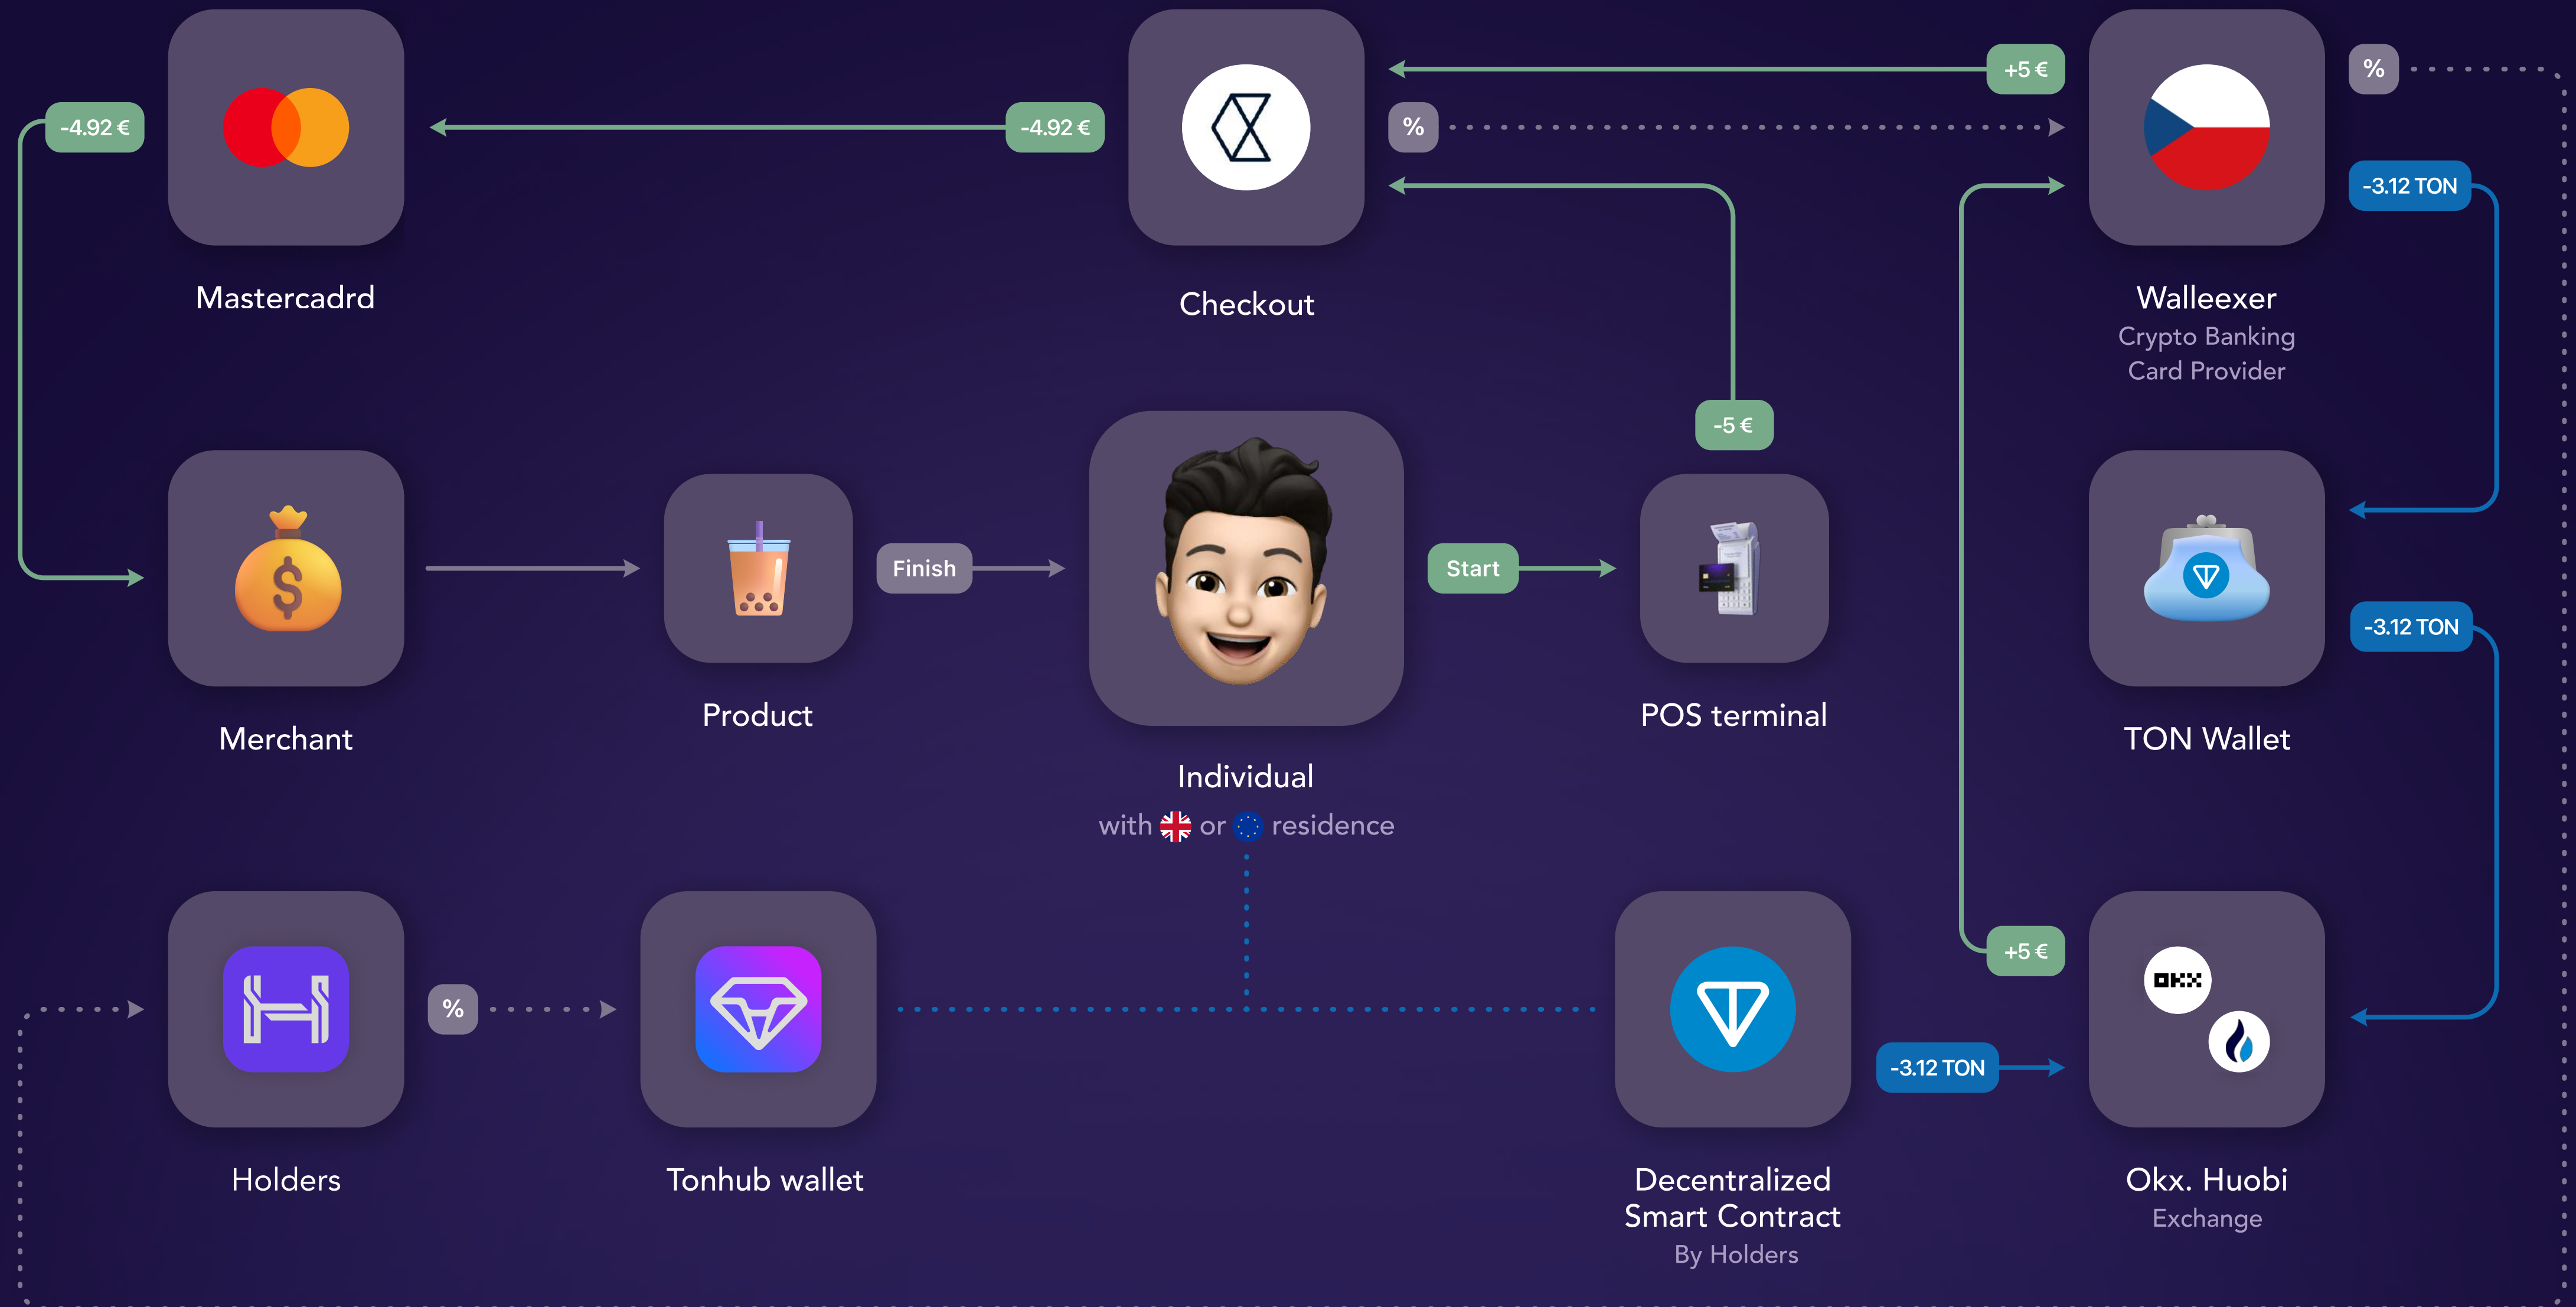 +5 €
%
-4.92 €
-4.92 €
%
-3.12 TON
Mastercadrd
Checkout
Walleexer
Crypto Banking
Card Provider
-5 €
Finish
Start
-3.12 TON
Merchant
Product
POS terminal
TON Wallet
Individual
with or residence
+5 €
OKX
%
-3.12 TON
Holders
Tonhub wallet
Decentralized
Smart Contract
By Holders
Okx. Huobi
Exchange